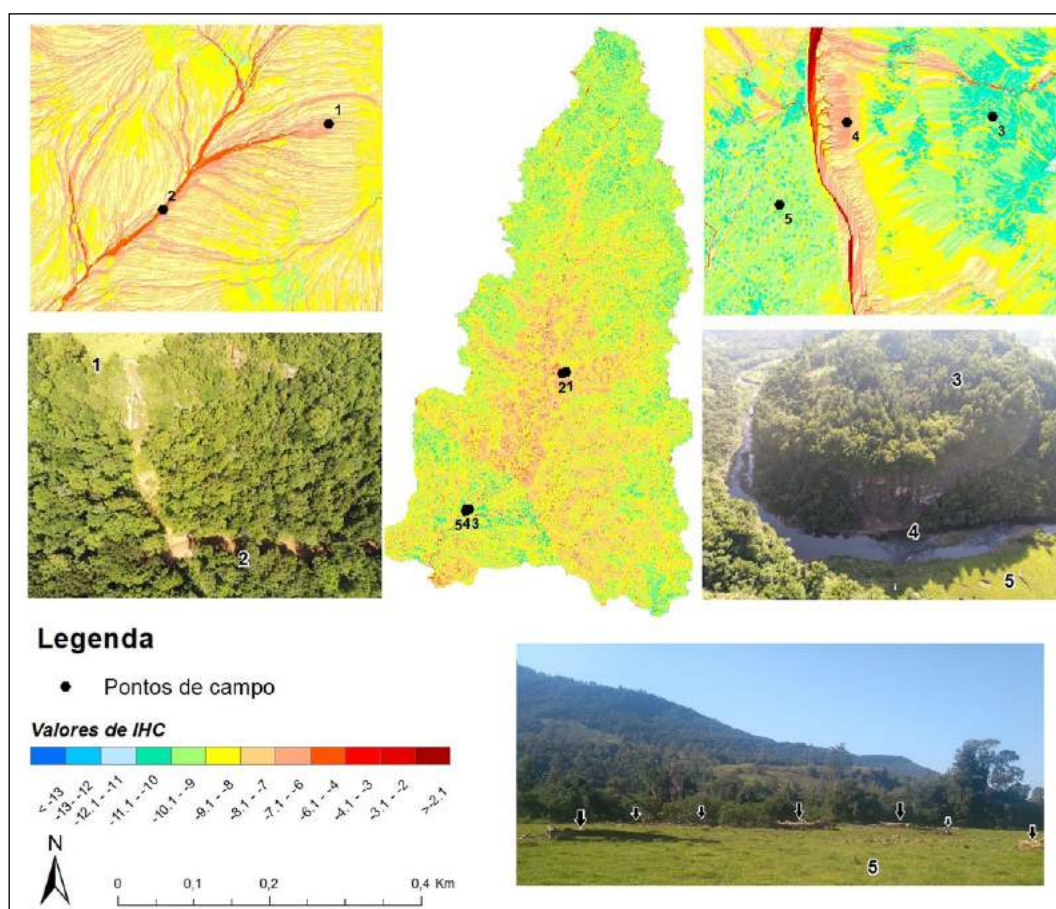 1
2
4
3
5
21
543
1
2
3
4
5
Legenda
Pontos de campo
Valores de IHC
< -13
-13 - -12
-12.1 - -11
-11.1 - -10
-10.1 - -9
-9.1 - -8
-8.1 - -7
-7.1 - -6
-6.1 - -4
-4.1 - -3
-3.1 - -2
>-2.1
N
0
0,1
0,2
0,4 Km
5